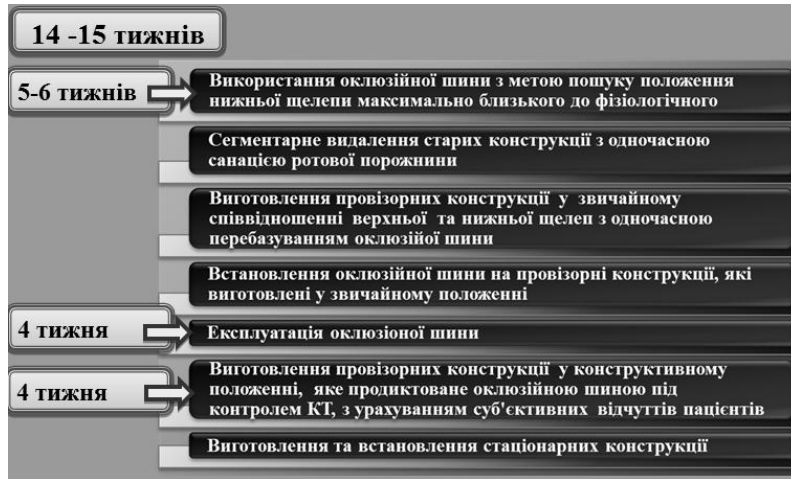 14 -15 тижнів
5-6 тижнів
Використання оклюзійної шини з метою пошуку положення
нижньої щелепи максимально близького до фізіологічного
Сегментарне видалення старих конструкції з одночасною
санацією ротової порожнини
Виготовлення провізорних конструкції у звичайному
співвідношенні верхньої та нижньої щелеп з одночасною
перебазуванням оклюзійої шини
Встановлення оклюзійної шини на провізорні конструкції, які
виготовлені у звичайному положенні
4 тижня
Експлуатація оклюзіоної шини
4 тижня
Виготовлення провізорних конструкції у конструктивному
положенні, яке продиктоване оклюзійною шиною під
контролем КТ, з урахуванням суб'єктивних відчуттів пацієнтів
Виготовлення та встановлення стаціонарних конструкції